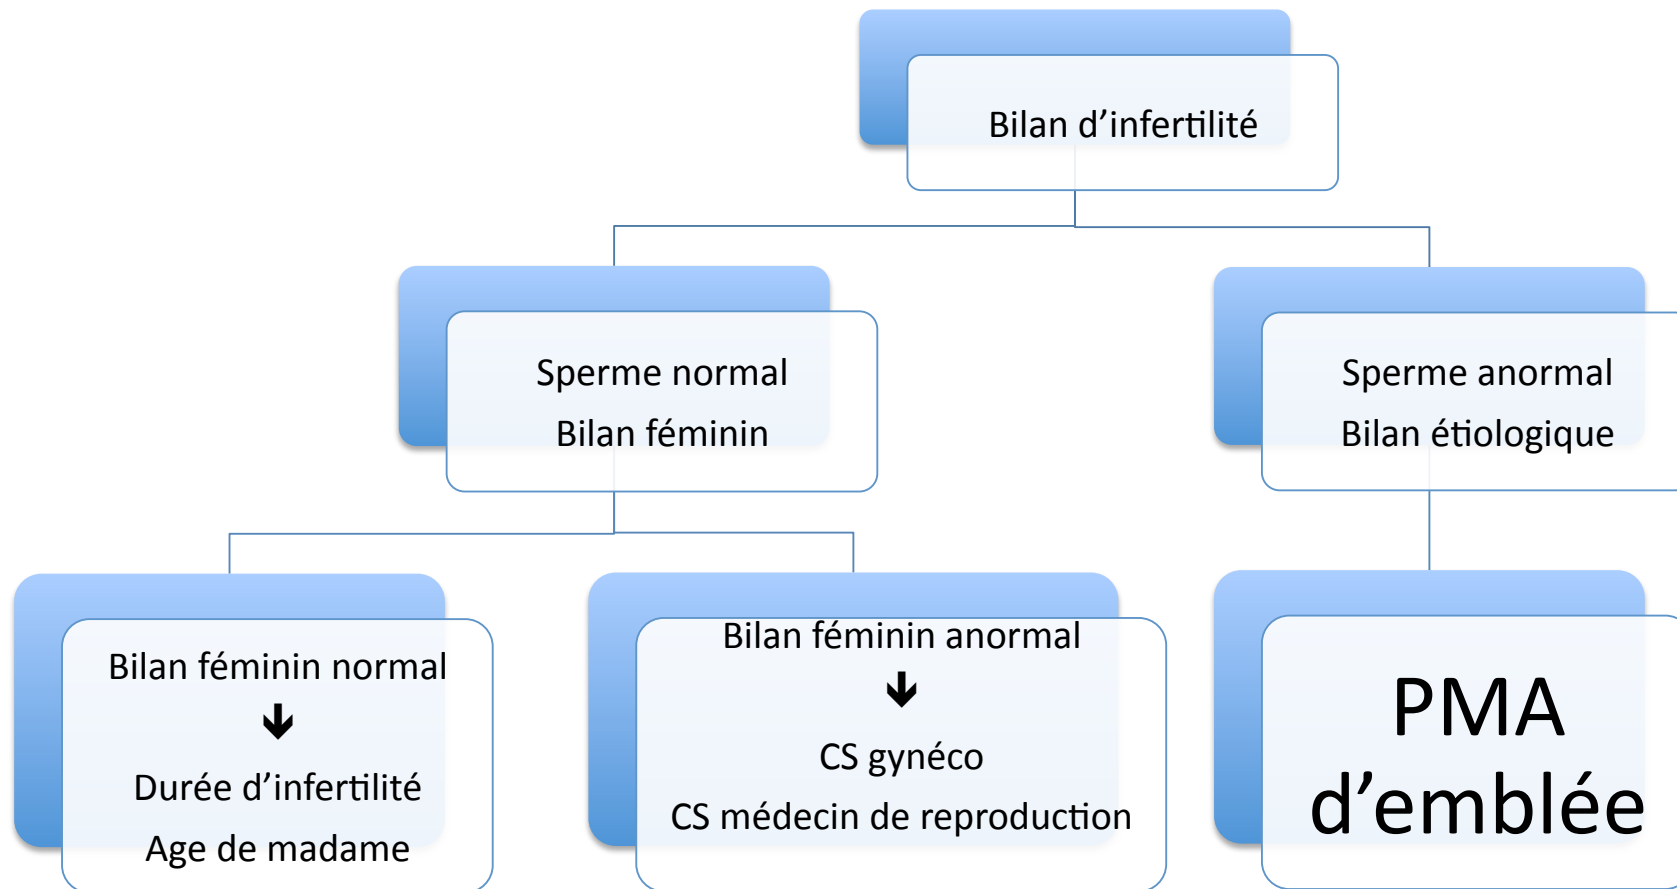 Bilan d’infertilité
Sperme normal
Bilan féminin
Sperme anormal
Bilan étiologique
Bilan féminin normal
↓
Durée d’infertilité
Age de madame
Bilan féminin anormal
↓
CS gynéco
CS médecin de reproduction
PMA
d’emblée